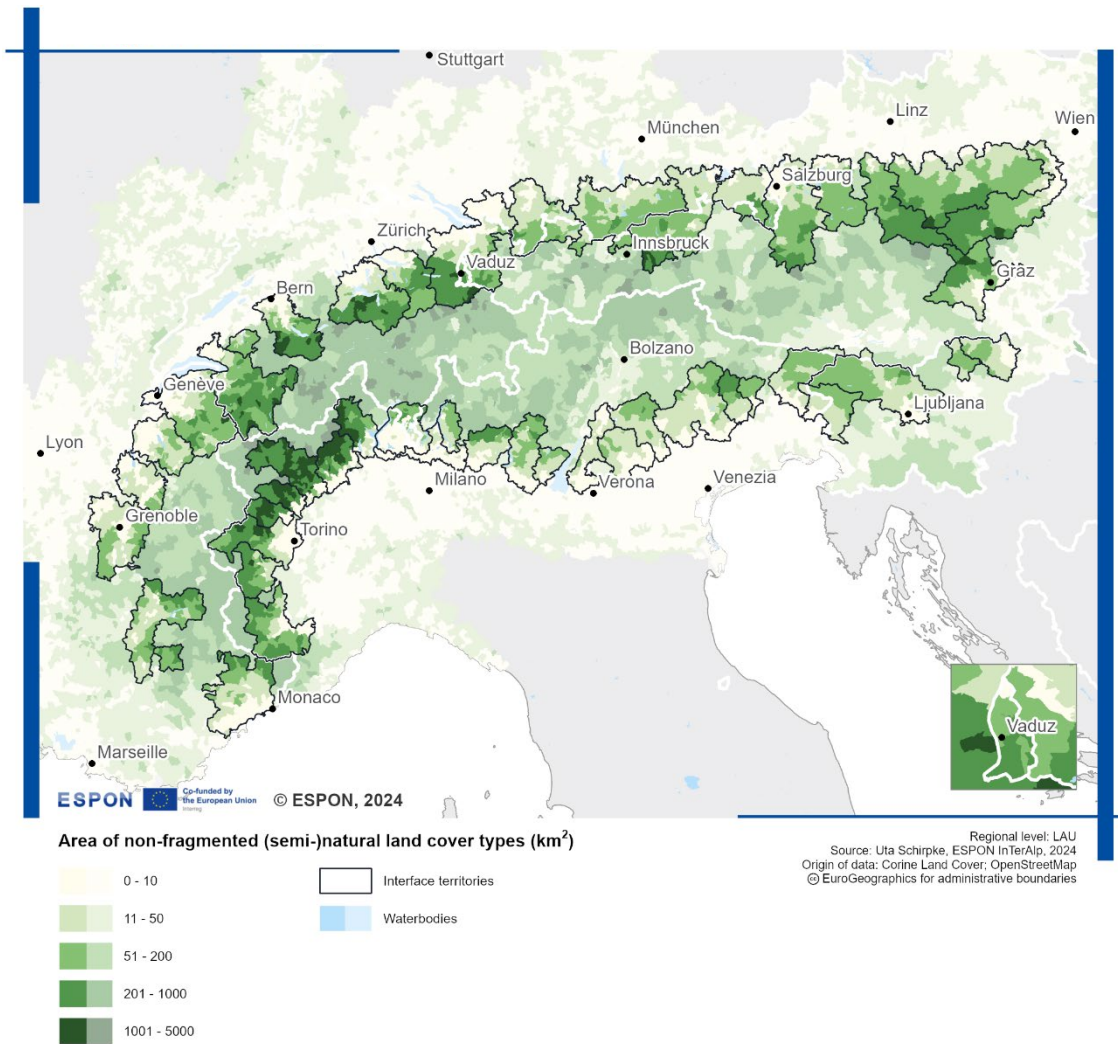 Stuttgart
Linz
Wien
München
Salzburg
Zürich
Innsbruck
Vaduz
Graz
Bern
Bolzano
Genève
Ljubljana
Lyon
Milano
Verona
Venezia
Grenoble
Torino
Monaco
Vaduz
Marseille
ESPON
Co-funded by
the European Union
Interreg
© ESPON, 2024
Area of non-fragmented (semi-)natural land cover types (km²)
0 - 10
11 - 50
51 - 200
201 - 1000
1001 - 5000
Interface territories
Waterbodies
Regional level: LAU
Source: Uta Schirpke, ESPON InTerAlp, 2024
Origin of data: Corine Land Cover; OpenStreetMap
cc EuroGeographics for administrative boundaries